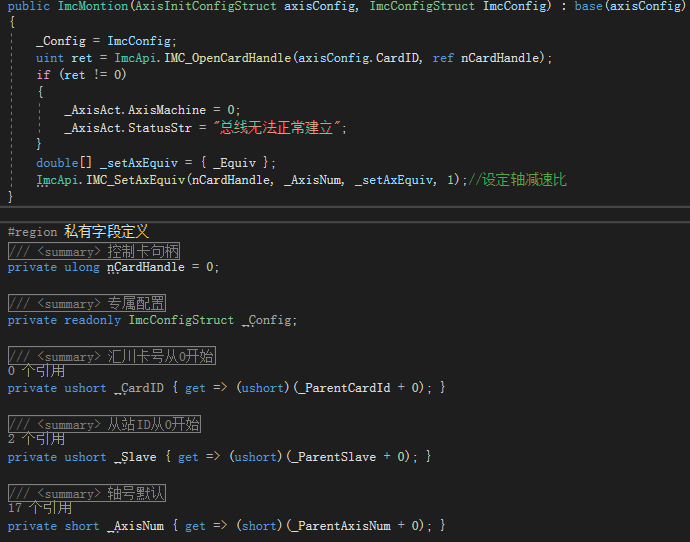 public ImcMontion(AxisInitConfigStruct axisConfig, ImcConfigStruct ImcConfig) : base(axisConfig)
{
_Config = ImcConfig;
uint ret = ImcApi.IMC_OpenCardHandle(axisConfig.CardID, ref nCardHandle);
if (ret != 0)
{
_AxisAct.AxisMachine = 0;
_AxisAct.StatusStr = "总线无法正常建立";
}
double[] _setAxEquiv = { _Equiv };
ImcApi.IMC_SetAxEquiv(nCardHandle, _AxisNum, _setAxEquiv, 1);//设定轴减速比
}
#region 私有字段定义
/// <summary> 控制卡句柄
private ulong nCardHandle = 0;
/// <summary> 专属配置
private readonly ImcConfigStruct _Config;
/// <summary> 汇川卡号从0开始
0 个引用
private ushort _CardID { get => (ushort)(_ParentCardId + 0); }
/// <summary> 从站ID从0开始
2 个引用
private ushort _Slave { get => (ushort)(_ParentSlave + 0); }
/// <summary> 轴号默认
17 个引用
private short _AxisNum { get => (short)(_ParentAxisNum + 0); }